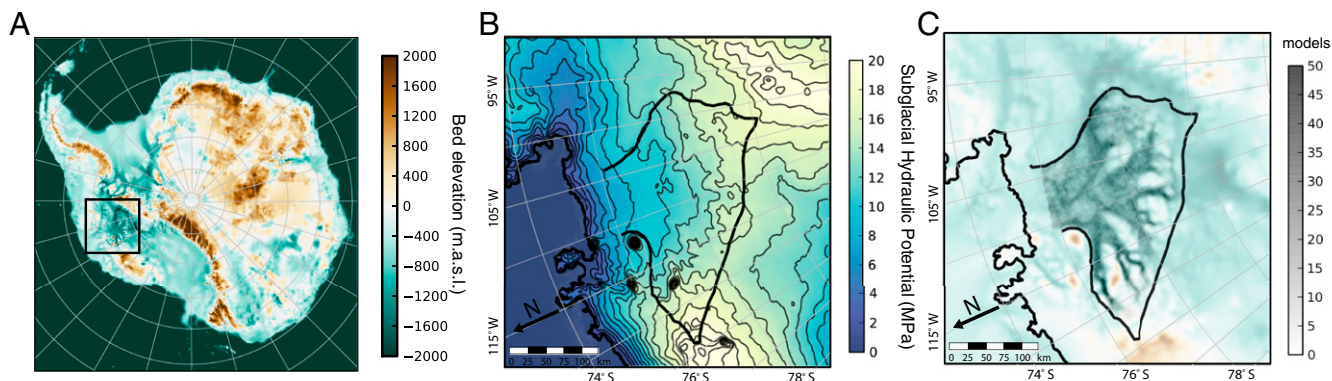 A
2000
1600
1200
800
400
0
−400
−800
−1200
−1600
−2000
Bed elevation (m.a.s.l.)
B
95° W
105° W
115° W
N
0 25 50 75 100 km
74° S
76° S
78° S
20
18
16
14
12
10
8
6
4
2
0
Subglacial Hydraulic Potential (MPa)
C
95° W
105° W
115° W
N
0 25 50 75 100 km
74° S
76° S
78° S
models
50
45
40
35
30
25
20
15
10
5
0